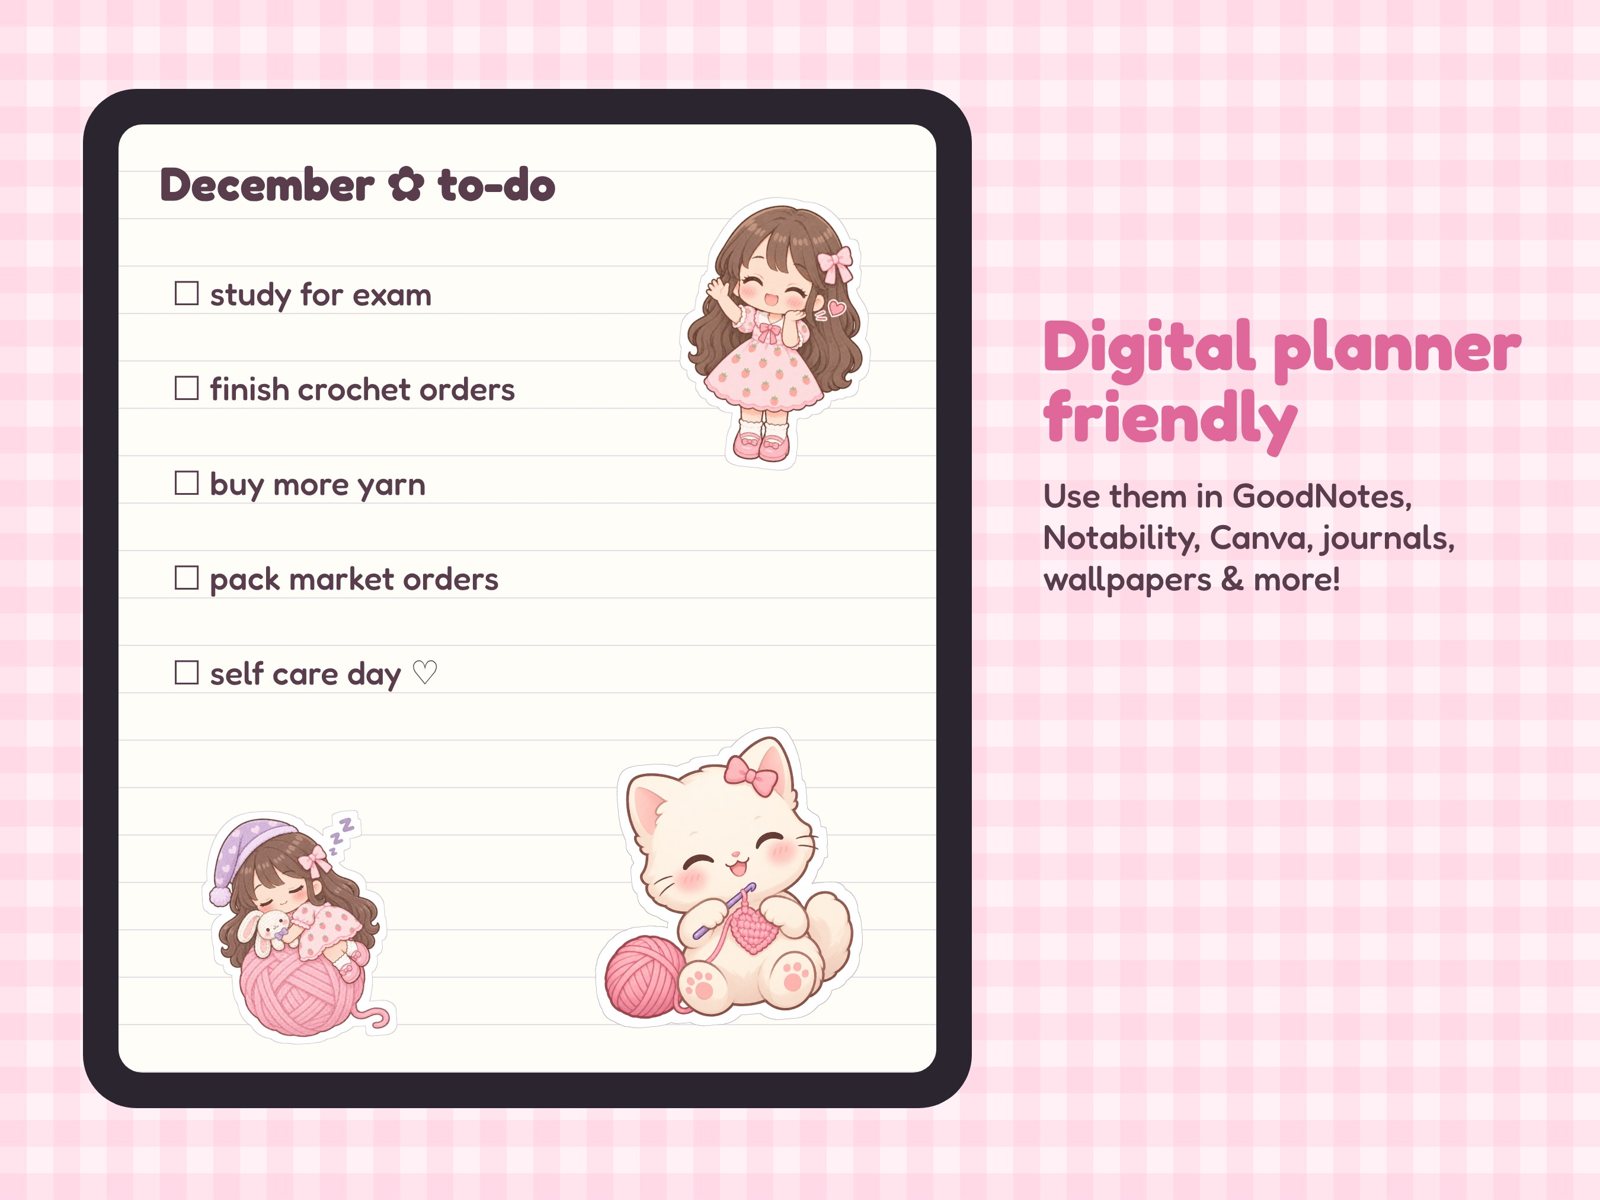 December ✿ to-do
☐ study for exam
☐ finish crochet orders
☐ buy more yarn
☐ pack market orders
☐ self care day ♡
z z z
Digital planner
friendly
Use them in GoodNotes,
Notability, Canva, journals,
wallpapers & more!